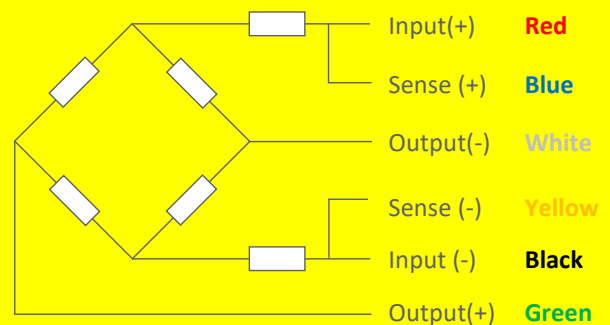 Input(+) Red
Sense (+) Blue
Output(-) White
Sense (-) Yellow
Input (-) Black
Output(+) Green